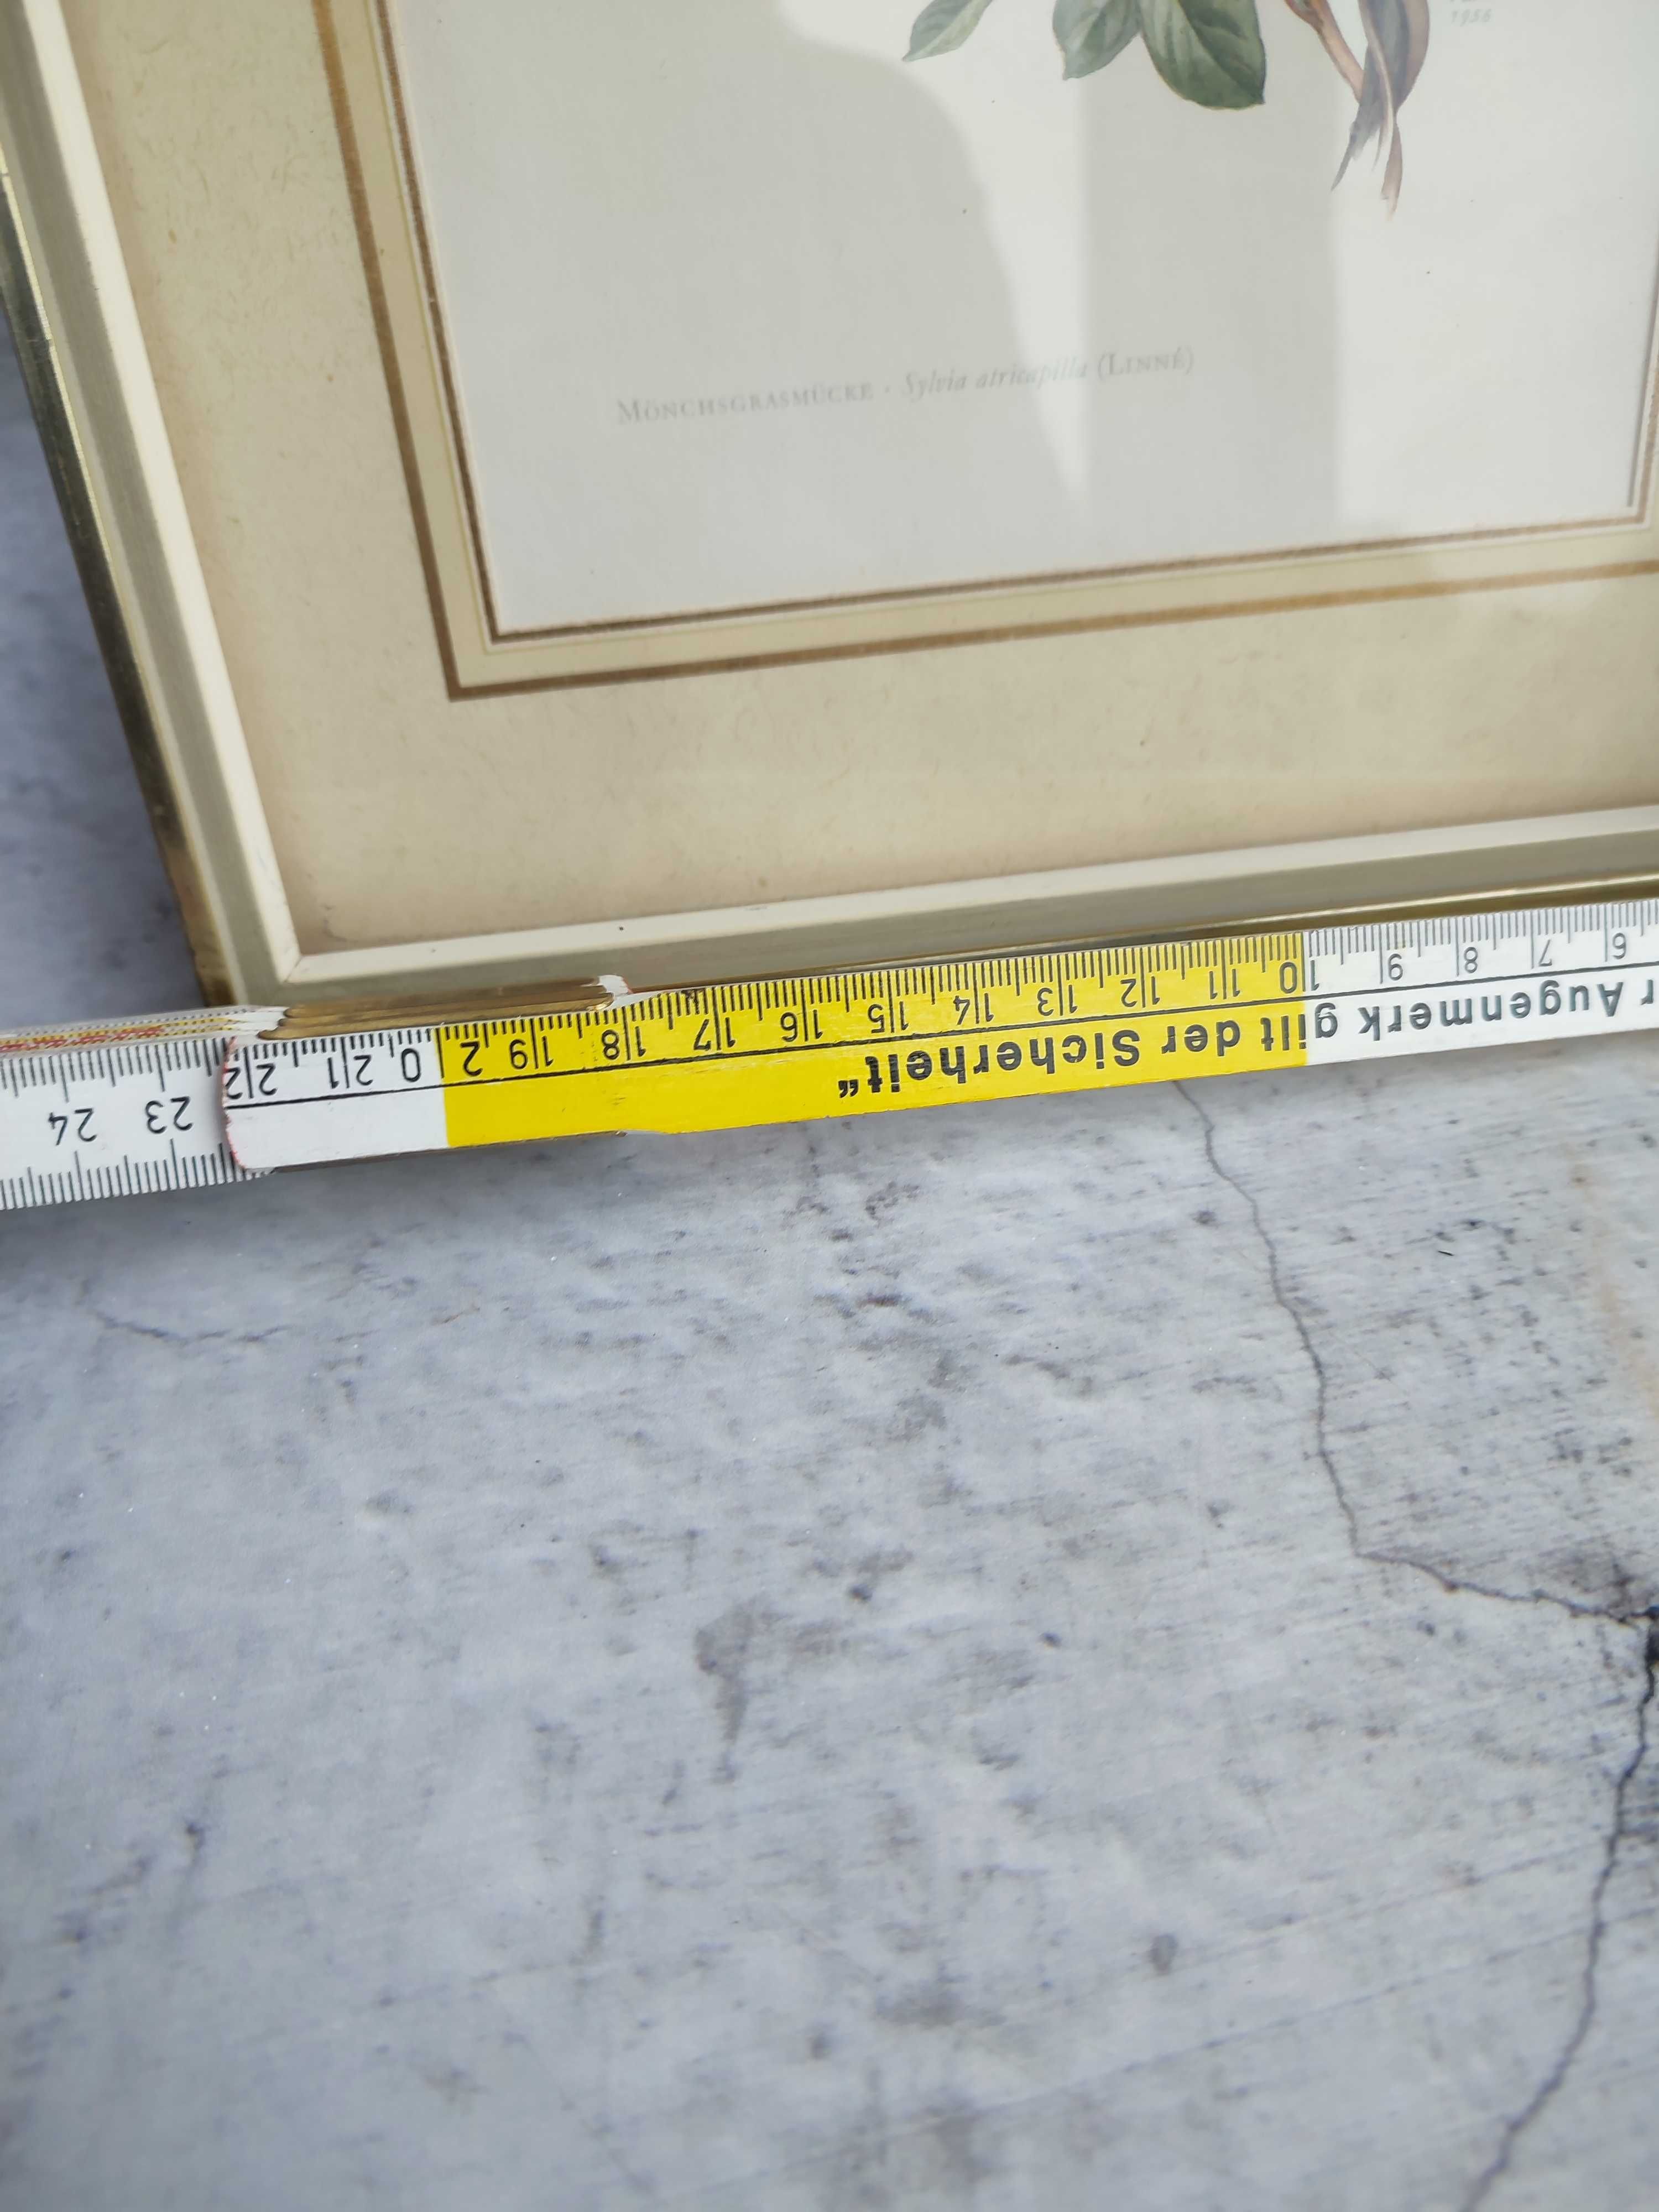 1956
MÖNCHSGRASMÜCKE · Sylvia atricapilla (LINNÉ)
6 7 8 9 10 11 12 13 14 15 16 17 18 19 20 21 22 23 24
r Augenmerk gilt der Sicherheit“